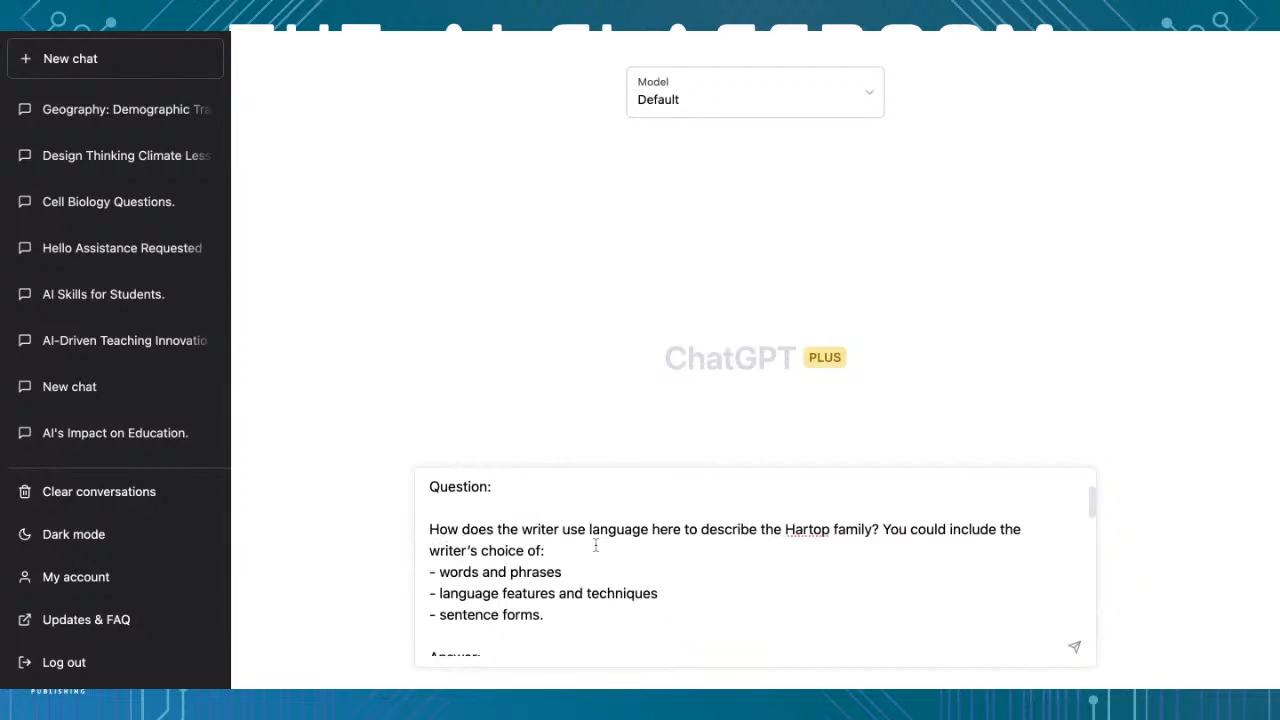 New chat
Geography: Demographic Tra
Design Thinking Climate Less
Cell Biology Questions.
Hello Assistance Requested
AI Skills for Students.
AI-Driven Teaching Innovatio
New chat
AI's Impact on Education.
Clear conversations
Dark mode
My account
Updates & FAQ
Log out
PUBLISHING
Model
Default
ChatGPT PLUS
Question:
How does the writer use language here to describe the Hartop family? You could include the
writer’s choice of:
- words and phrases
- language features and techniques
- sentence forms.
Answer: